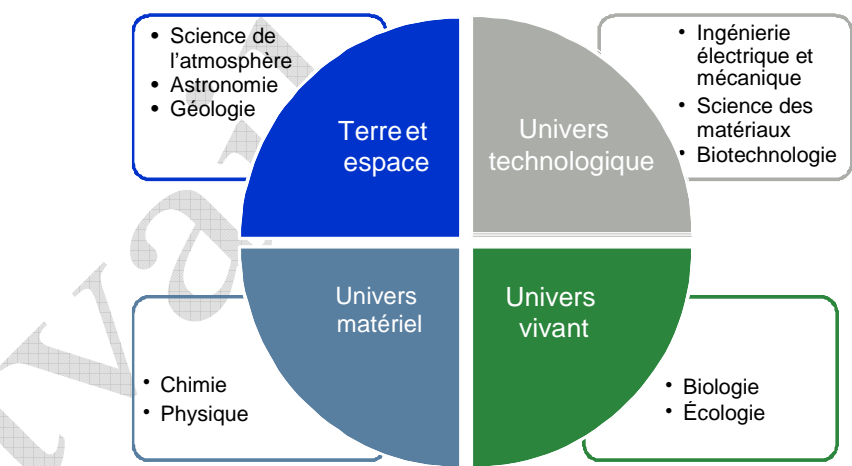 • Science de
l'atmosphère
• Astronomie
• Géologie
Terre et
espace
Univers
technologique
• Ingénierie
électrique et
mécanique
• Science des
matériaux
• Biotechnologie
Univers
matériel
• Chimie
• Physique
Univers
vivant
• Biologie
• Écologie